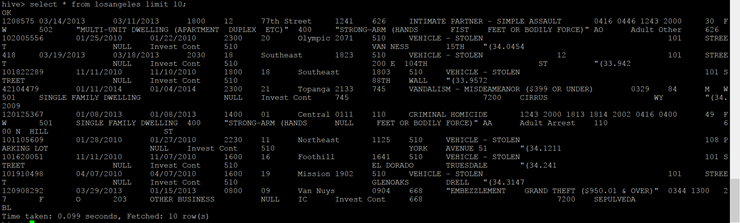 hive> select * from losangeles limit 10;
OK
1208575 03/14/2013 03/11/2013 1800 12 77th Street 1241 626 INTIMATE PARTNER - SIMPLE ASSAULT 0416 0446 1243 2000 30 F
W 502 "MULTI-UNIT DWELLING (APARTMENT DUPLEX ETC)" 400 "STRONG-ARM (HANDS FIST FEET OR BODILY FORCE)" AO Adult Other 626
102005556 01/25/2010 01/22/2010 2300 20 Olympic 2071 510 VEHICLE - STOLEN 101 STREE
T NULL Invest Cont 510 VAN NESS 15TH "(34.0454
418 03/19/2013 03/18/2013 2030 18 Southeast 1823 510 VEHICLE - STOLEN 12 101 STREE
T NULL Invest Cont 510 200 E 104TH ST "(33.942
101822289 11/11/2010 11/10/2010 1800 18 Southeast 1803 510 VEHICLE - STOLEN 101 S
TREET NULL Invest Cont 510 88TH WALL "(33.9572
42104479 01/11/2014 01/04/2014 2300 21 Topanga 2133 745 VANDALISM - MISDEAMEANOR ($399 OR UNDER) 0329 84 M W
501 SINGLE FAMILY DWELLING NULL Invest Cont 745 7200 CIRRUS WY "(34.
2009
120125367 01/08/2013 01/08/2013 1400 01 Central 0111 110 CRIMINAL HOMICIDE 1243 2000 1813 1814 2002 0416 0400 49 F
W 501 SINGLE FAMILY DWELLING 400 "STRONG-ARM (HANDS NULL FEET OR BODILY FORCE)" AA Adult Arrest 110 6
00 N HILL ST
101105609 01/28/2010 01/27/2010 2230 11 Northeast 1125 510 VEHICLE - STOLEN 108 P
ARKING LOT NULL Invest Cont 510 YORK AVENUE 51 "(34.1211
101620051 11/11/2010 11/07/2010 1600 16 Foothill 1641 510 VEHICLE - STOLEN 101 S
TREET NULL Invest Cont 510 EL DORADO TRUESDALE "(34.241
101910498 04/07/2010 04/07/2010 1600 19 Mission 1902 510 VEHICLE - STOLEN 101 S
TREET NULL Invest Cont 510 GLENOAKS DRELL "(34.3147
120908292 03/29/2013 01/15/2013 0800 09 Van Nuys 0904 668 "EMBEZZLEMENT GRAND THEFT ($950.01 & OVER)" 0344 1300 2
7 F O 203 OTHER BUSINESS NULL IC Invest Cont 668 7200 SEPULVEDA
BL
Time taken: 0.099 seconds, Fetched: 10 row(s)